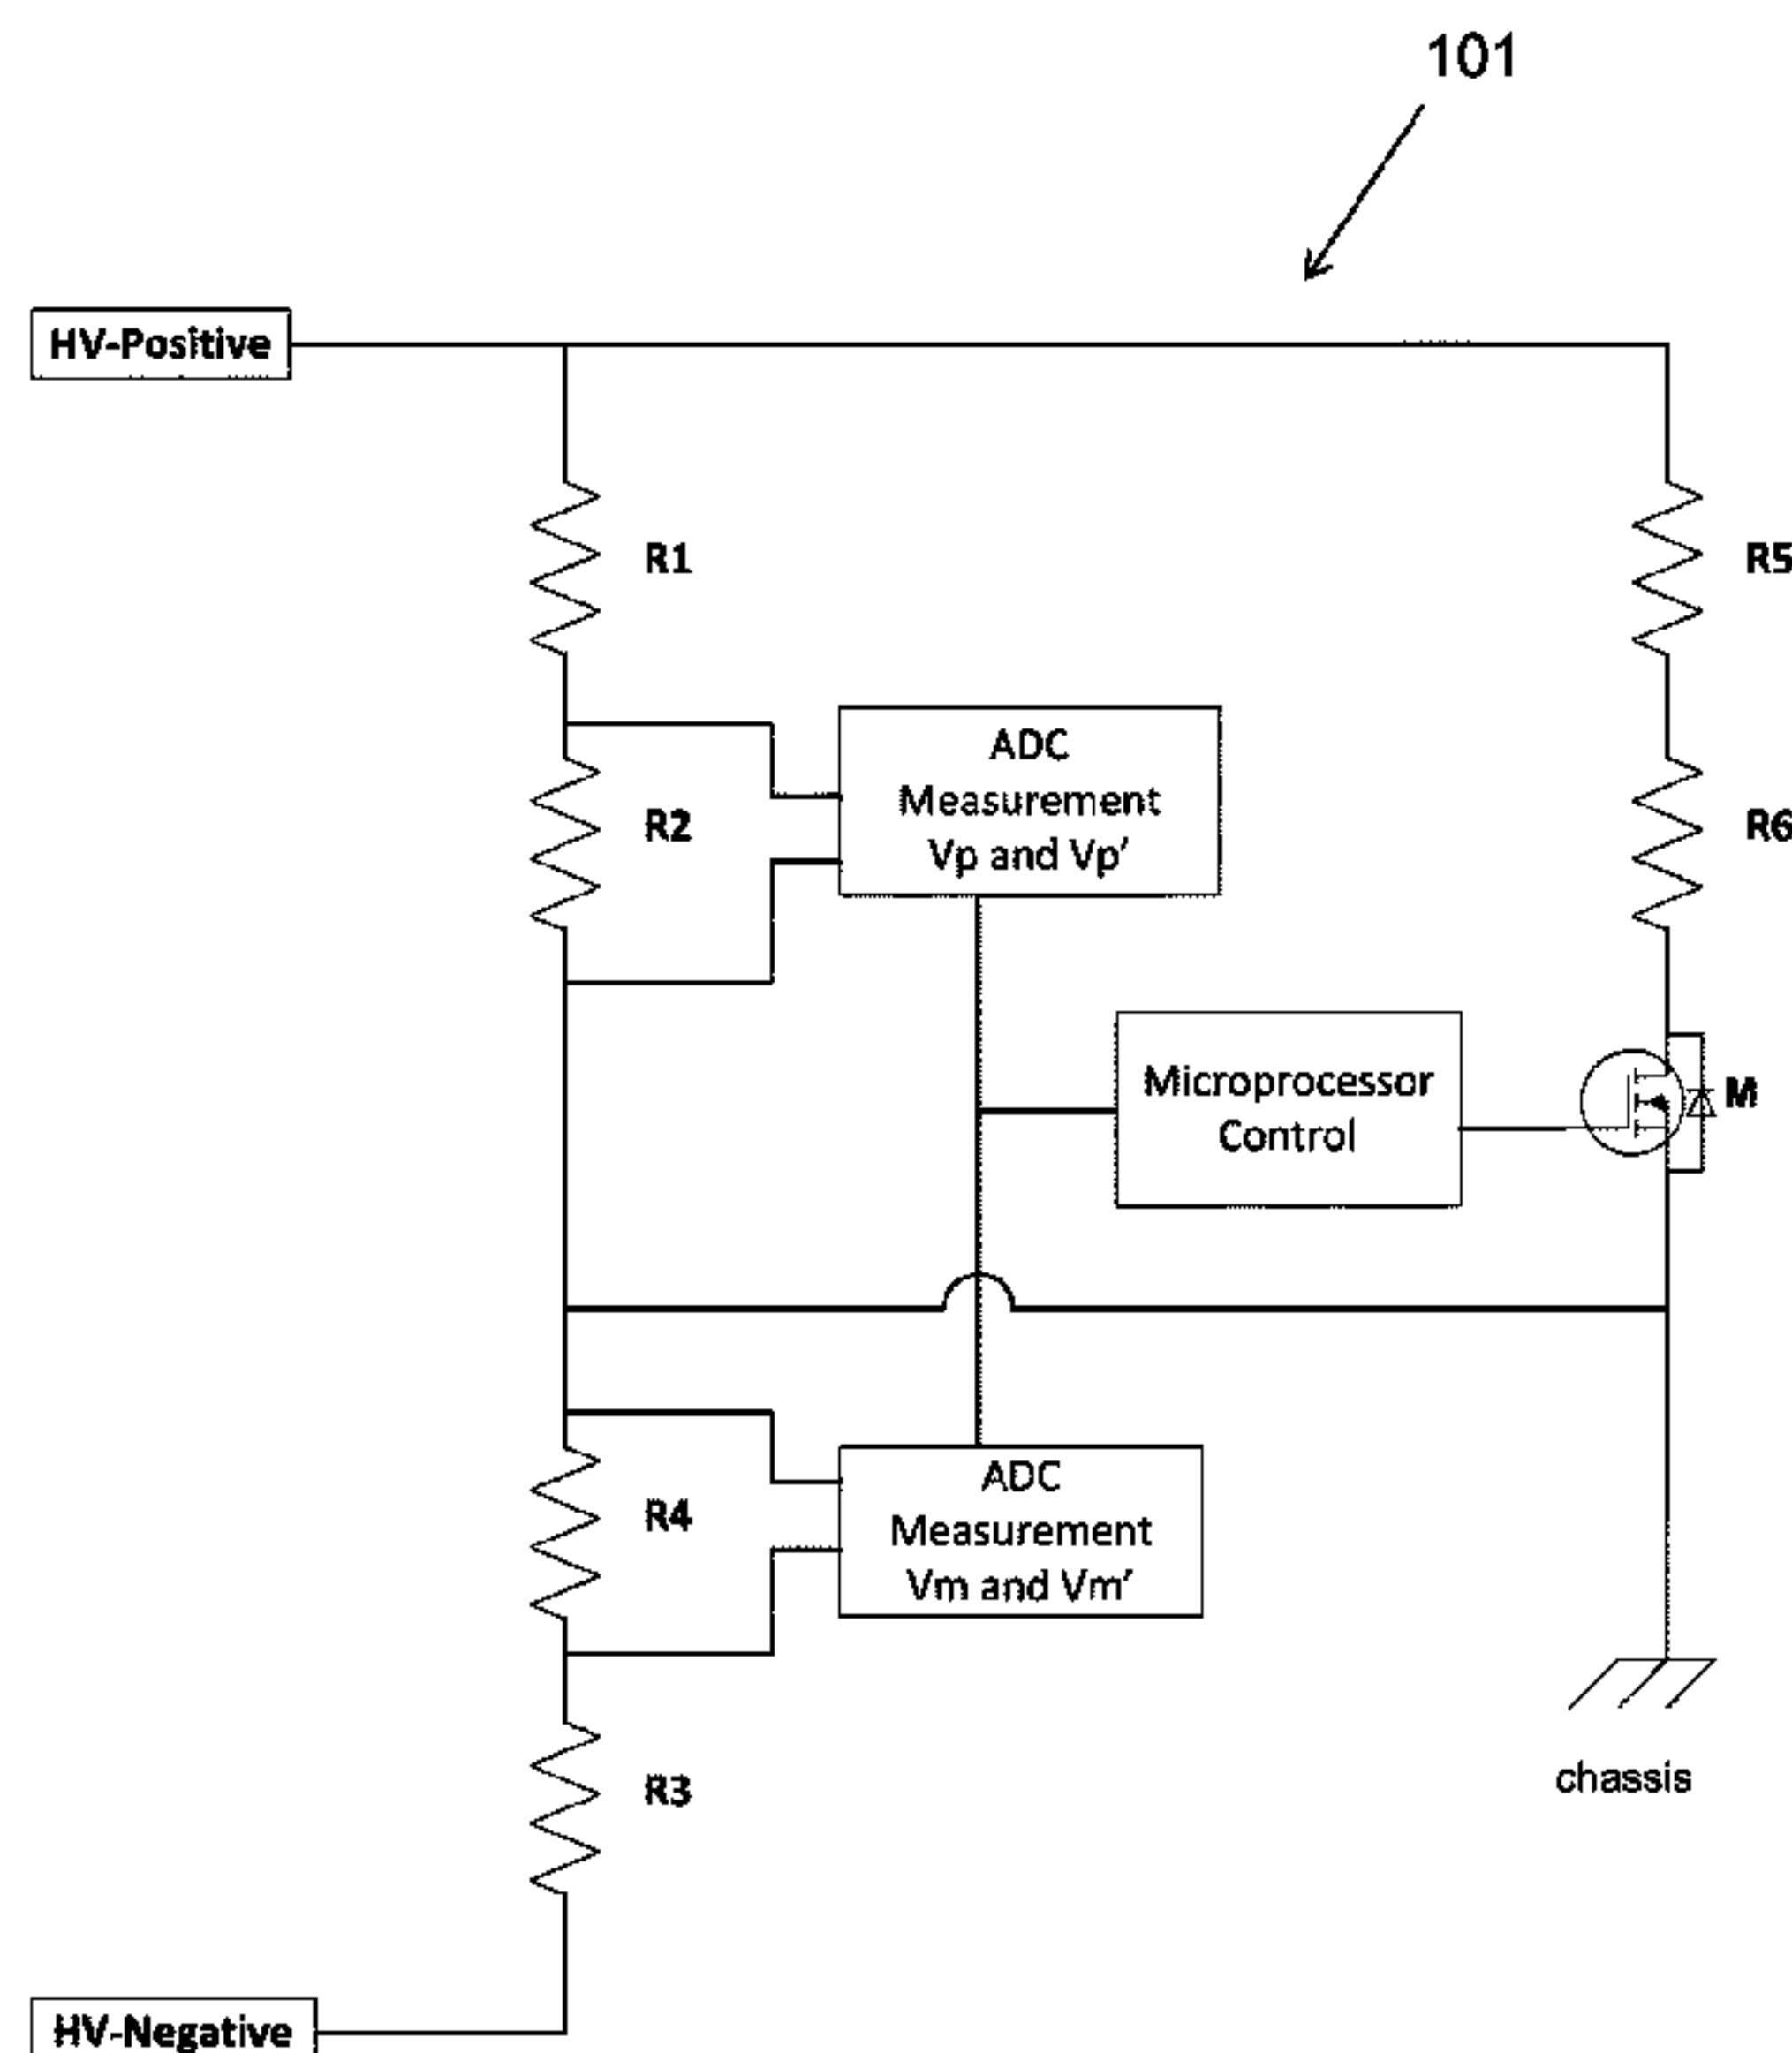 101
HV-Positive
R1
R5
ADC
Measurement
Vp and Vp'
R2
R6
Microprocessor
Control
M
ADC
Measurement
Vm and Vm'
R4
R3
chassis
HV-Negative